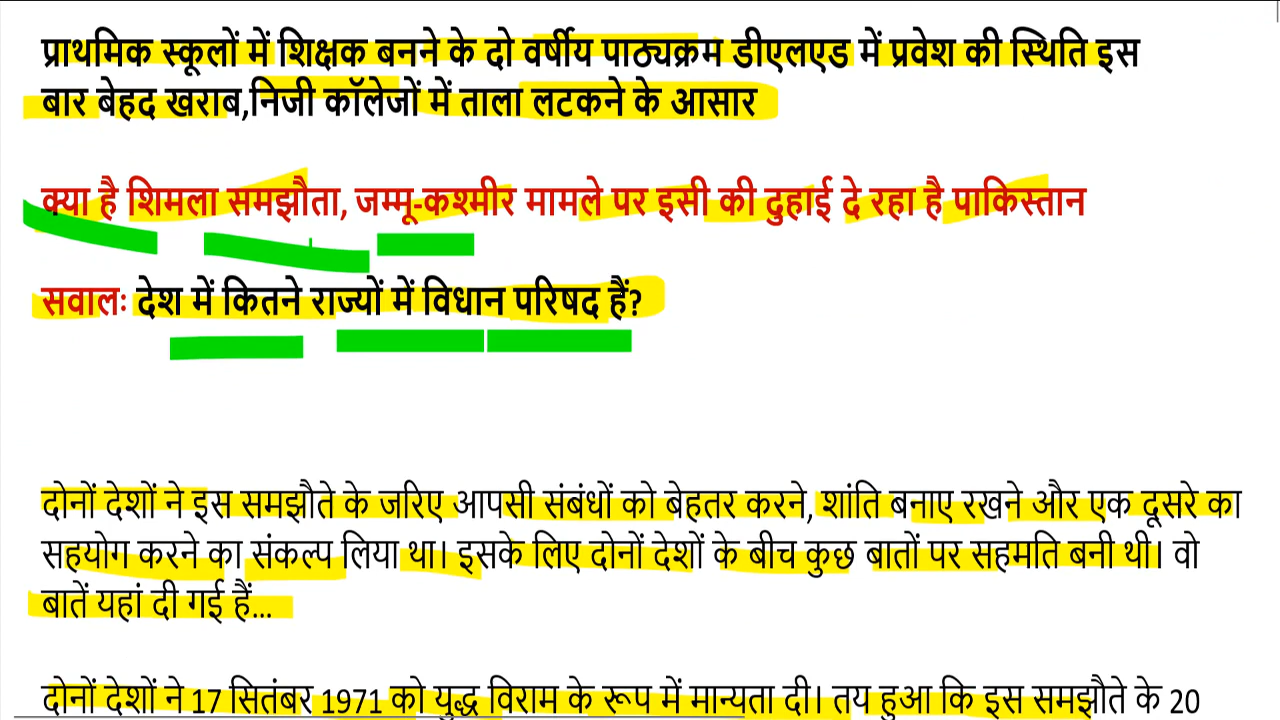 प्राथमिक स्कूलों में शिक्षक बनने के दो वर्षीय पाठ्यक्रम डीएलएड में प्रवेश की स्थिति इस
बार बेहद खराब,निजी कॉलेजों में ताला लटकने के आसार
क्या है शिमला समझौता, जम्मू-कश्मीर मामले पर इसी की दुहाई दे रहा है पाकिस्तान
सवालः देश में कितने राज्यों में विधान परिषद हैं?
दोनों देशों ने इस समझौते के जरिए आपसी संबंधों को बेहतर करने, शांति बनाए रखने और एक दूसरे का
सहयोग करने का संकल्प लिया था। इसके लिए दोनों देशों के बीच कुछ बातों पर सहमति बनी थी। वो
बातें यहां दी गई हैं...
दोनों देशों ने 17 सितंबर 1971 को युद्ध विराम के रूप में मान्यता दी। तय हुआ कि इस समझौते के 20